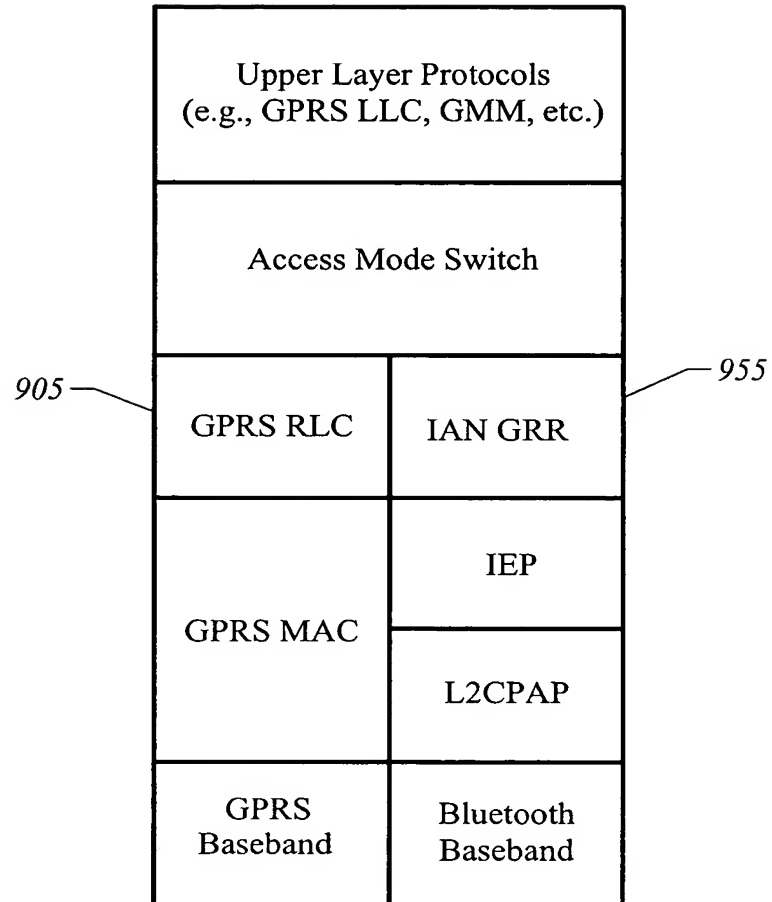 Upper Layer Protocols
(e.g., GPRS LLC, GMM, etc.)
Access Mode Switch
905
955
GPRS RLC
IAN GRR
IEP
GPRS MAC
L2CPAP
GPRS
Baseband
Bluetooth
Baseband